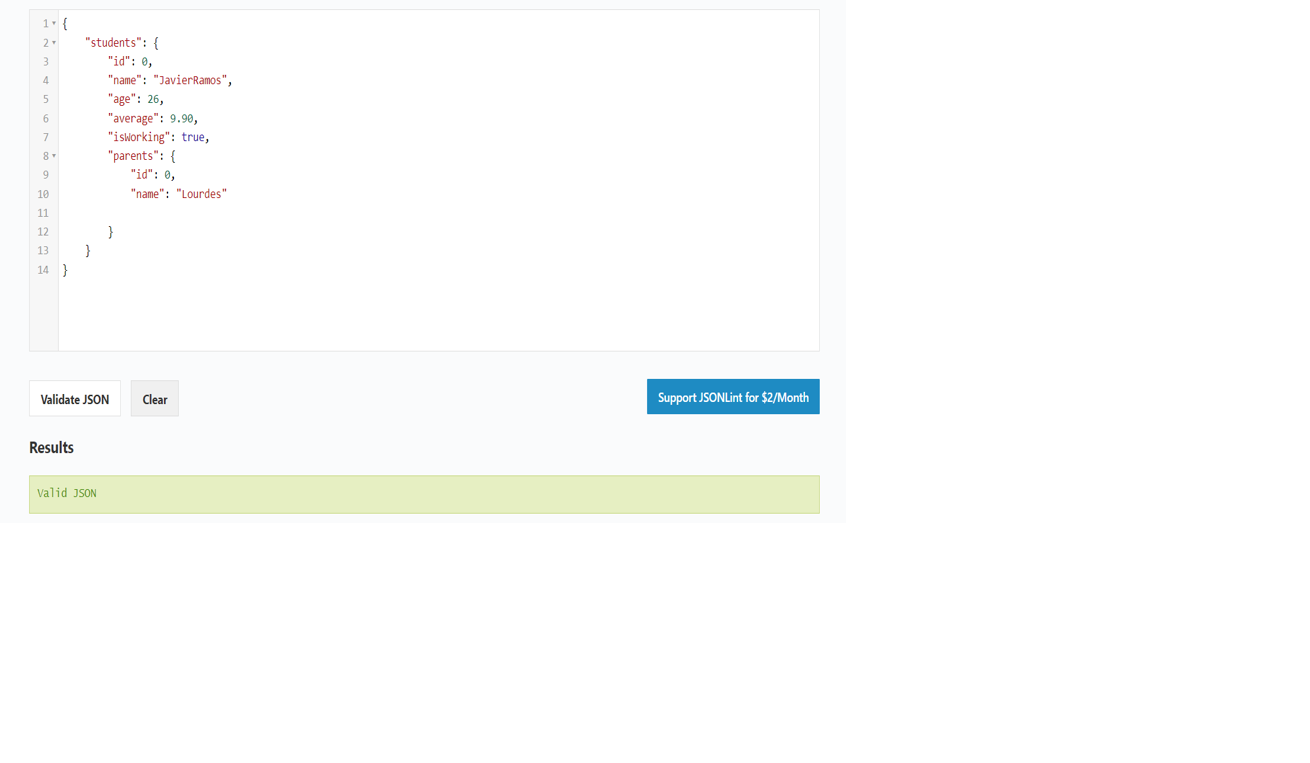 1 {
2     "students": {
3         "id": 0,
4         "name": "JavierRamos",
5         "age": 26,
6         "average": 9.90,
7         "isWorking": true,
8         "parents": {
9             "id": 0,
10             "name": "Lourdes"
11
12         }
13     }
14 }
Validate JSON Clear Support JSONLint for $2/Month
Results
Valid JSON